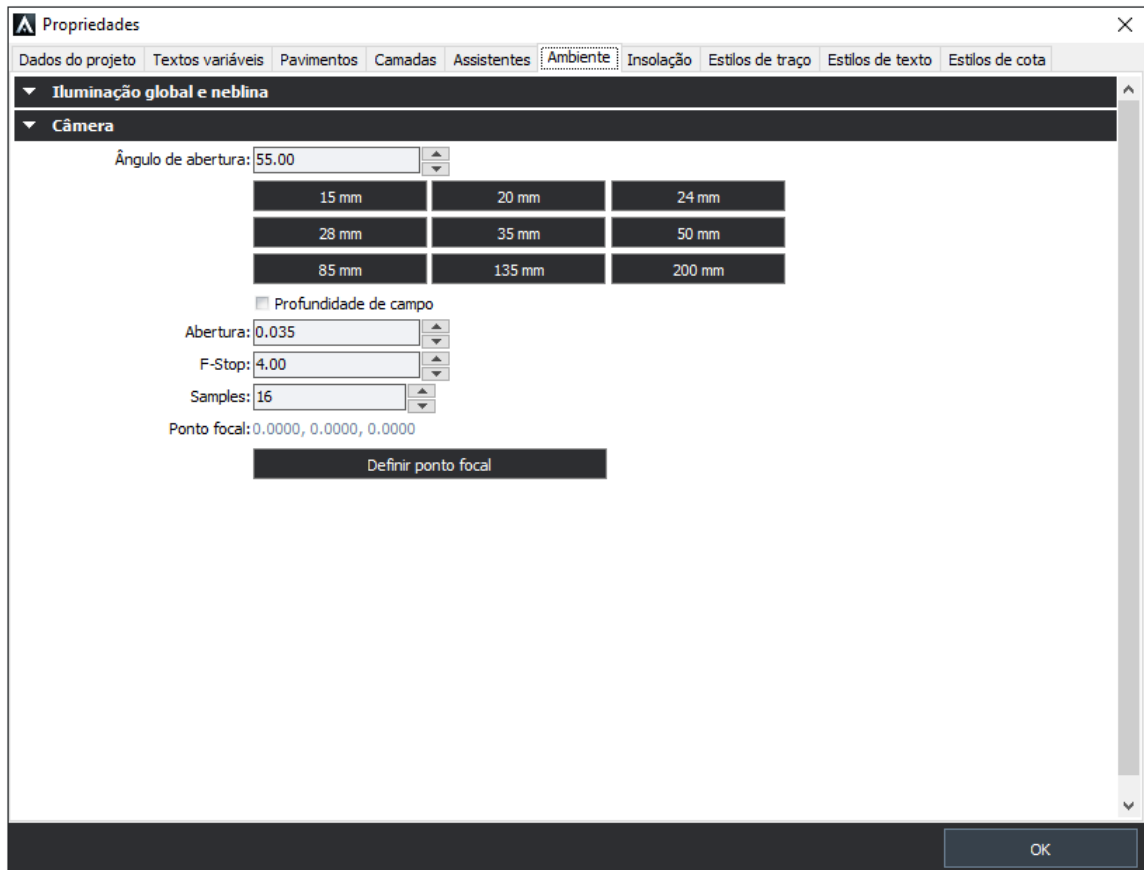 Propriedades
Dados do projeto Textos variáveis Pavimentos Camadas Assistentes Ambiente Insolação Estilos de traço Estilos de texto Estilos de cota
Iluminação global e neblina
Câmera
Ângulo de abertura: 55.00
15 mm 20 mm 24 mm
28 mm 35 mm 50 mm
85 mm 135 mm 200 mm
Profundidade de campo
Abertura: 0.035
F-Stop: 4.00
Samples: 16
Ponto focal: 0.0000, 0.0000, 0.0000
Definir ponto focal
OK